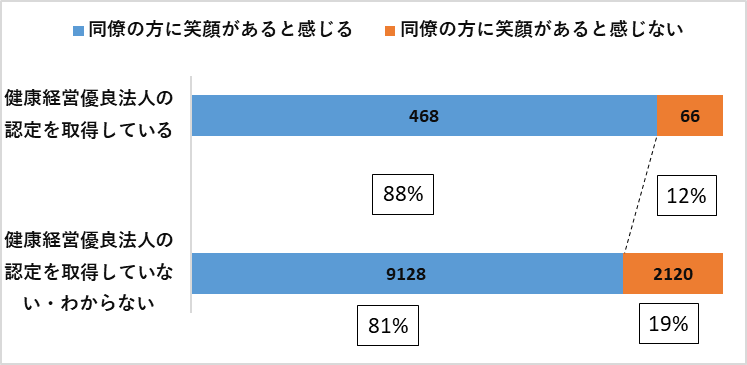 同僚の方に笑顔があると感じる 同僚の方に笑顔があると感じない
健康経営優良法人の
認定を取得している
468 66
88% 12%
健康経営優良法人の
認定を取得していな
い・わからない
9128 2120
81% 19%